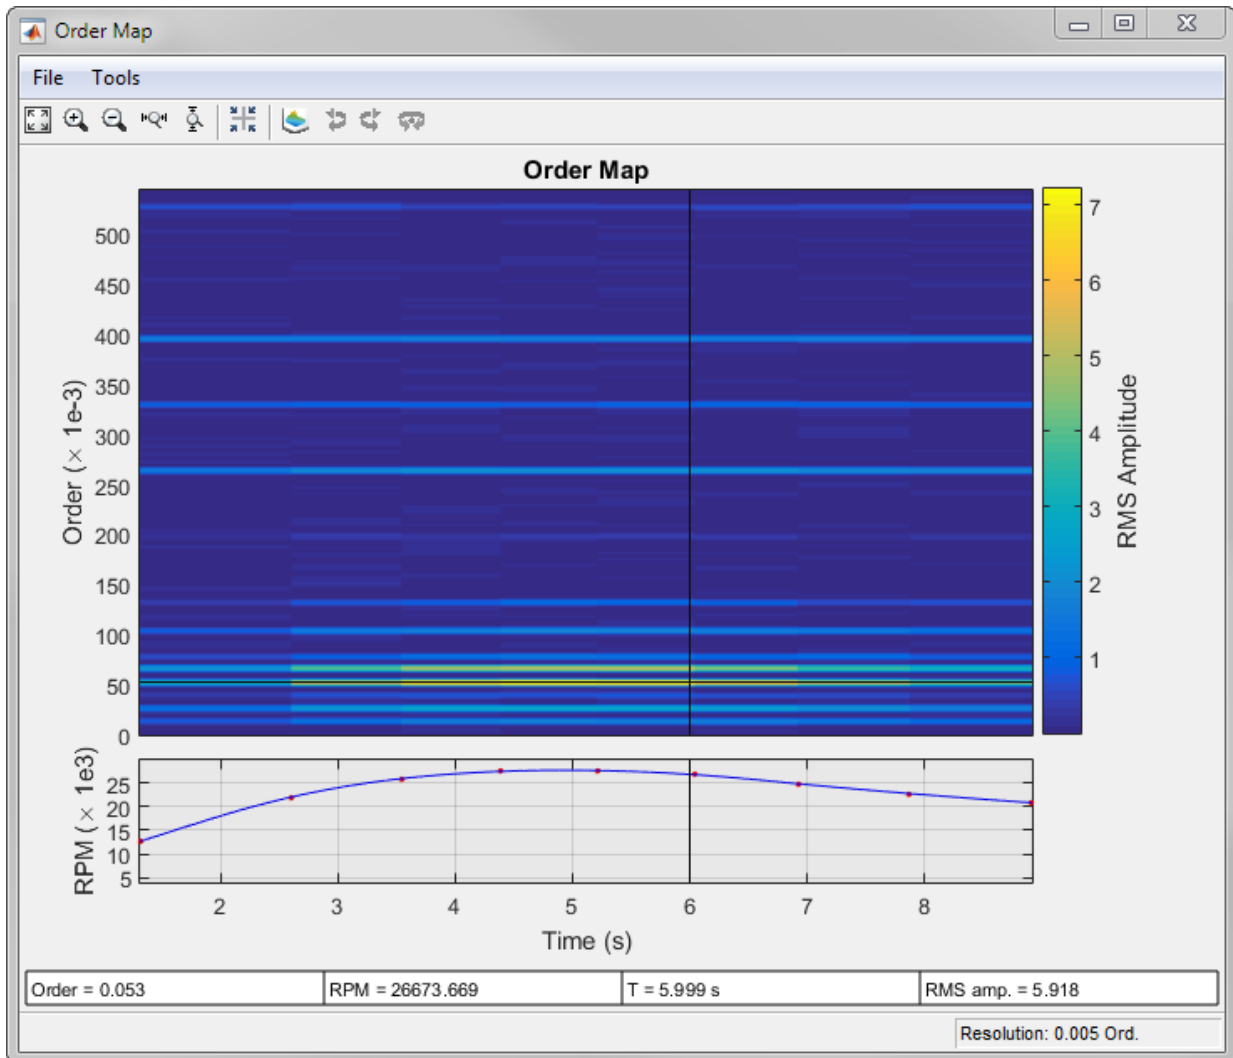 Order Map
File Tools
Order Map
Order (× 1e-3)
500
450
400
350
300
250
200
150
100
50
0
7
6
5
4
3
2
1
RMS Amplitude
RPM (× 1e3)
25
20
15
10
5
2 3 4 5 6 7 8
Time (s)
Order = 0.053 RPM = 26673.669 T = 5.999 s RMS amp. = 5.918
Resolution: 0.005 Ord.